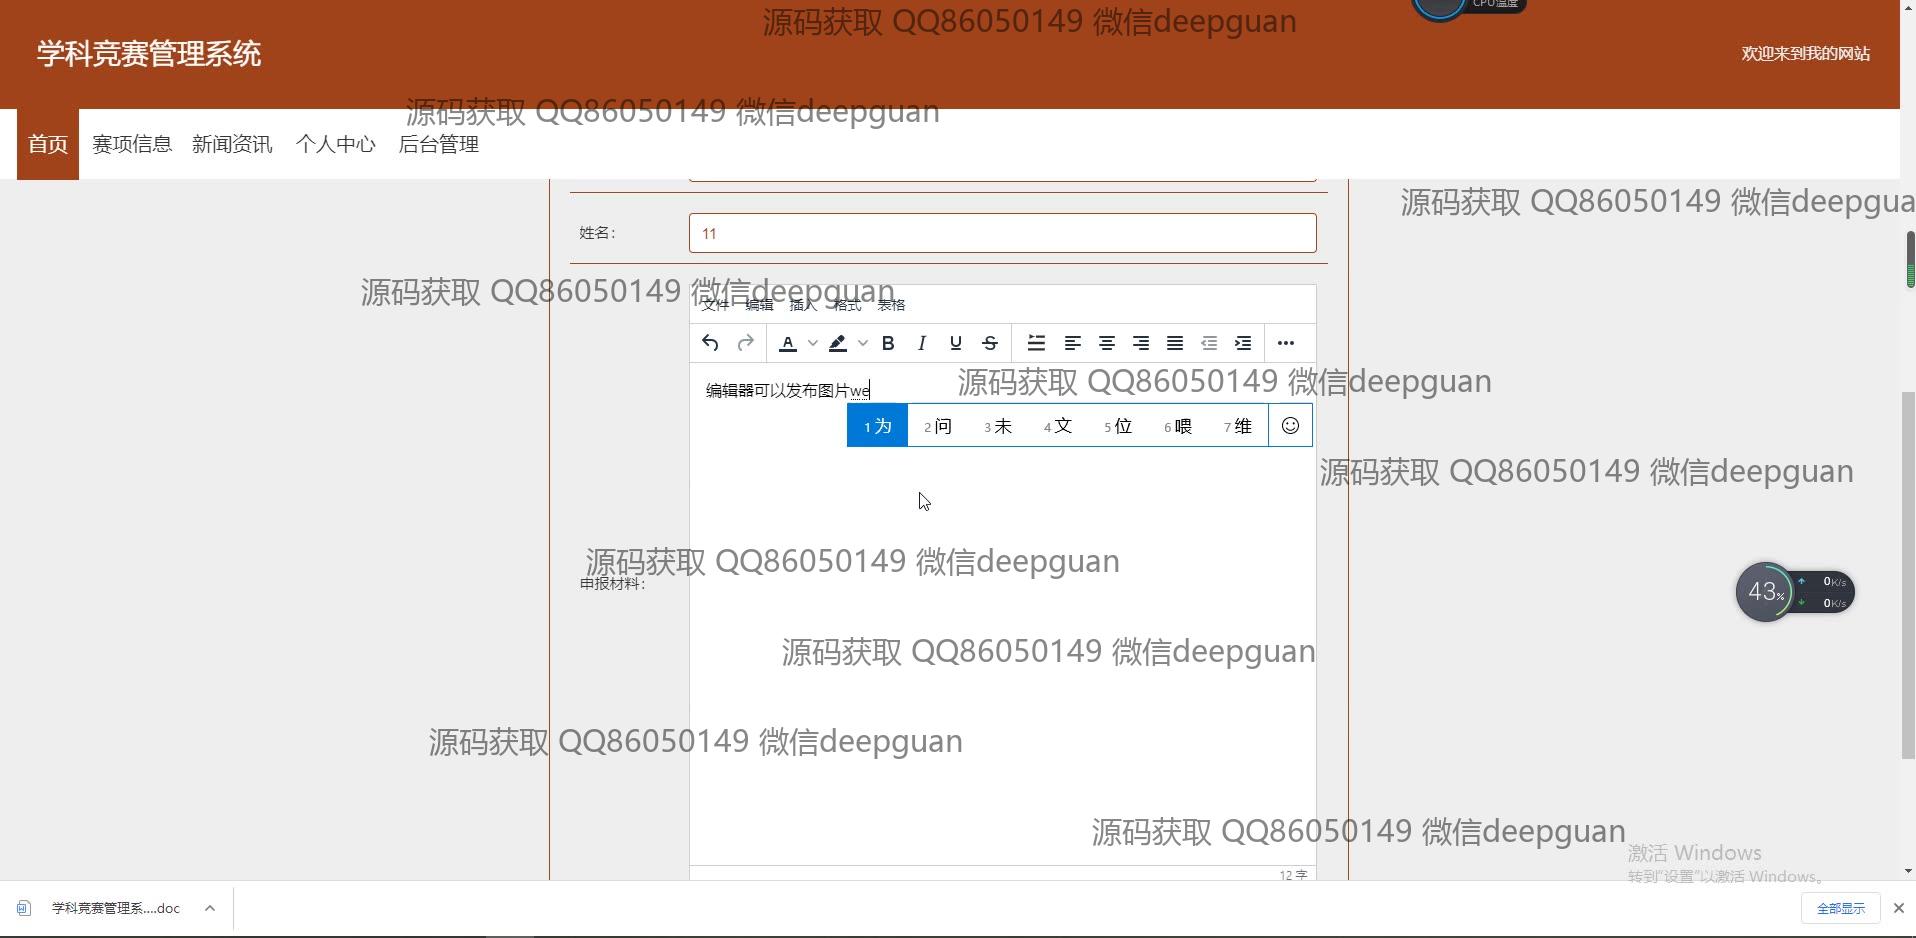 源码获取 QQ86050149 微信deepguan
CPU温度
学科竞赛管理系统
欢迎来到我的网站
源码获取 QQ86050149 微信deepguan
首页 赛项信息 新闻资讯 个人中心 后台管理
源码获取 QQ86050149 微信deepgua
姓名： 11
源码获取 QQ86050149 微信deepguan
文件 编辑 插入 格式 表格
A B I U S
编辑器可以发布图片we
源码获取 QQ86050149 微信deepguan
1 为 2 问 3 未 4 文 5 位 6 喂 7 维
源码获取 QQ86050149 微信deepguan
源码获取 QQ86050149 微信deepguan
申报材料：
43% 0K/s
0K/s
源码获取 QQ86050149 微信deepguan
源码获取 QQ86050149 微信deepguan
源码获取 QQ86050149 微信deepguan
激活 Windows
转到"设置"以激活 Windows。
12 字
学科竞赛管理系....doc
全部显示